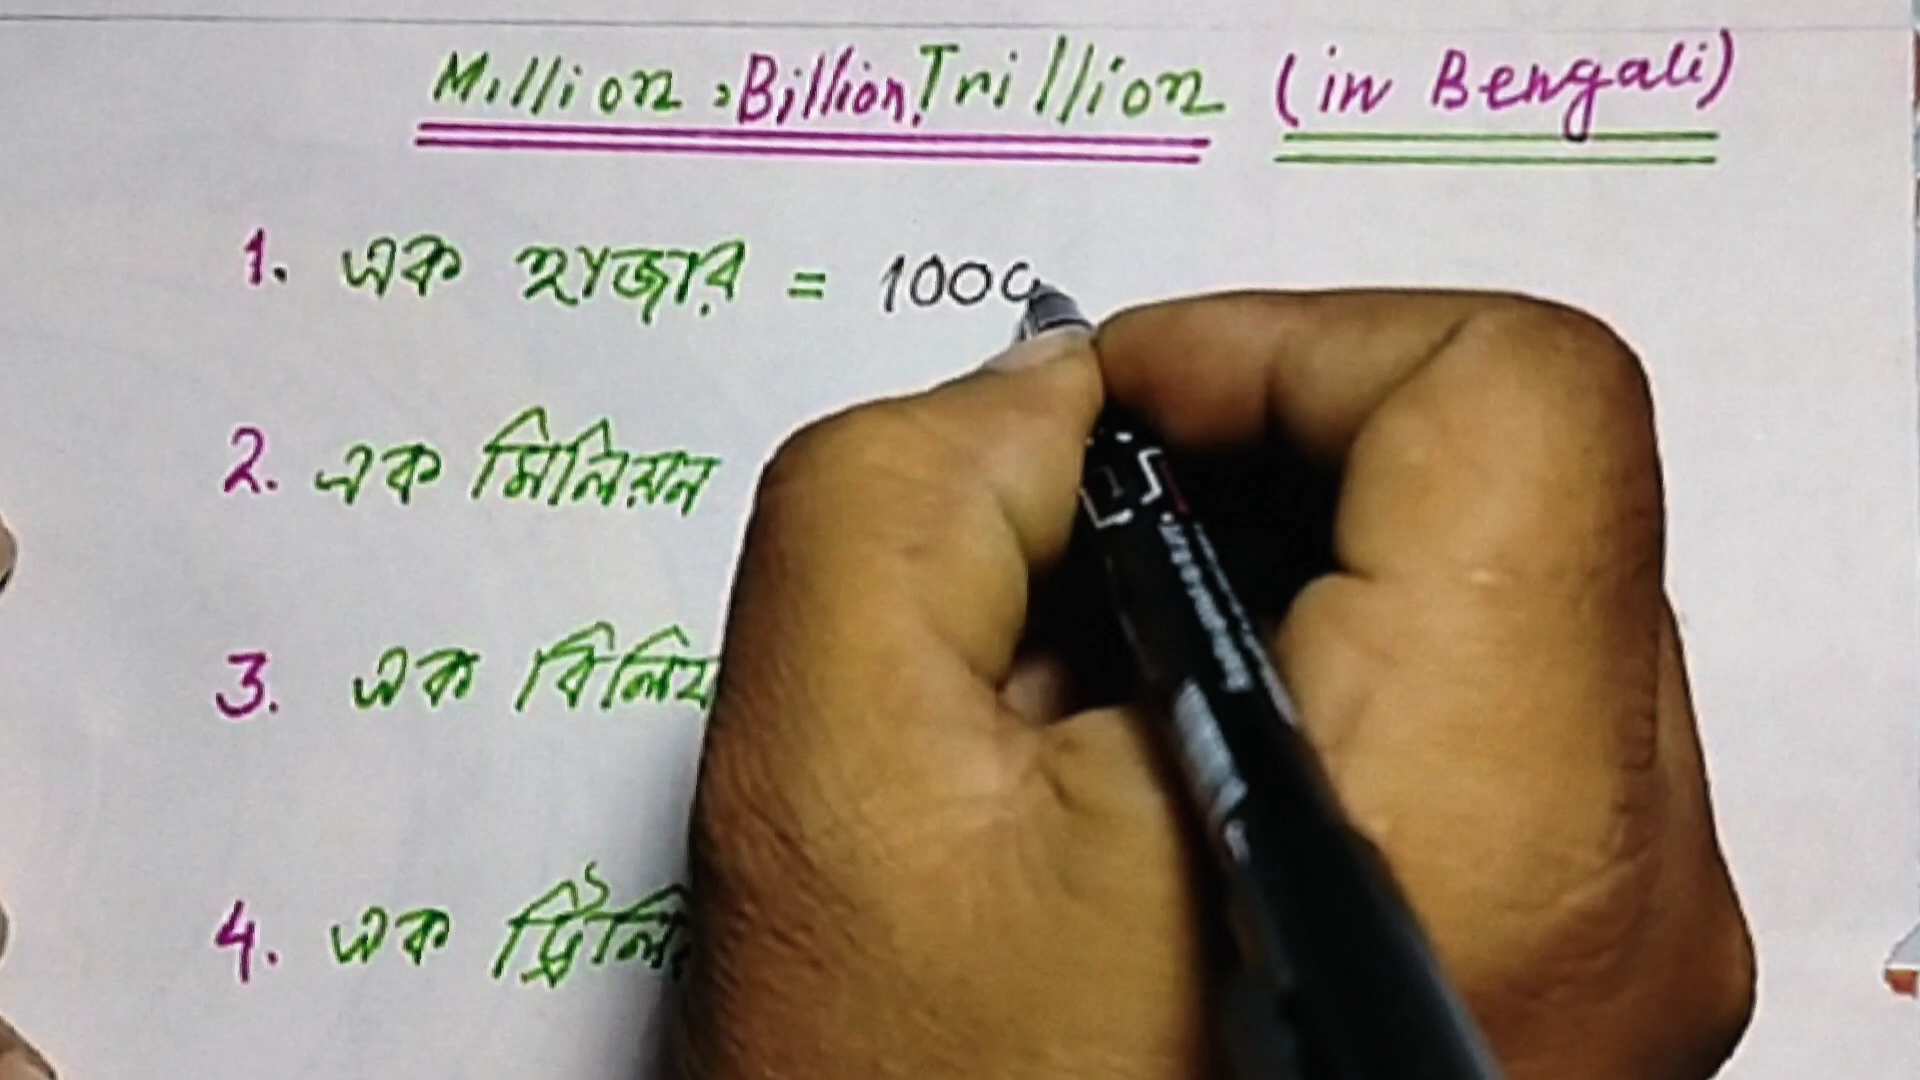 Million, Billion, Trillion (in Bengali)
1. এক হাজার = 1000
2. এক মিলিয়ন
3. এক
4. এক